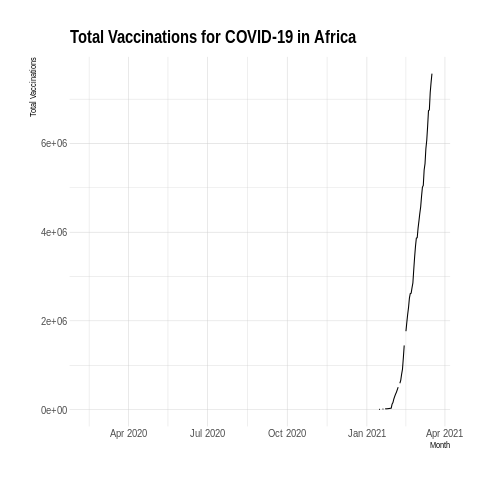 Total Vaccinations for COVID-19 in Africa
Total Vaccinations
6e+06
4e+06
2e+06
0e+00
Apr 2020 Jul 2020 Oct 2020 Jan 2021 Apr 2021
Month